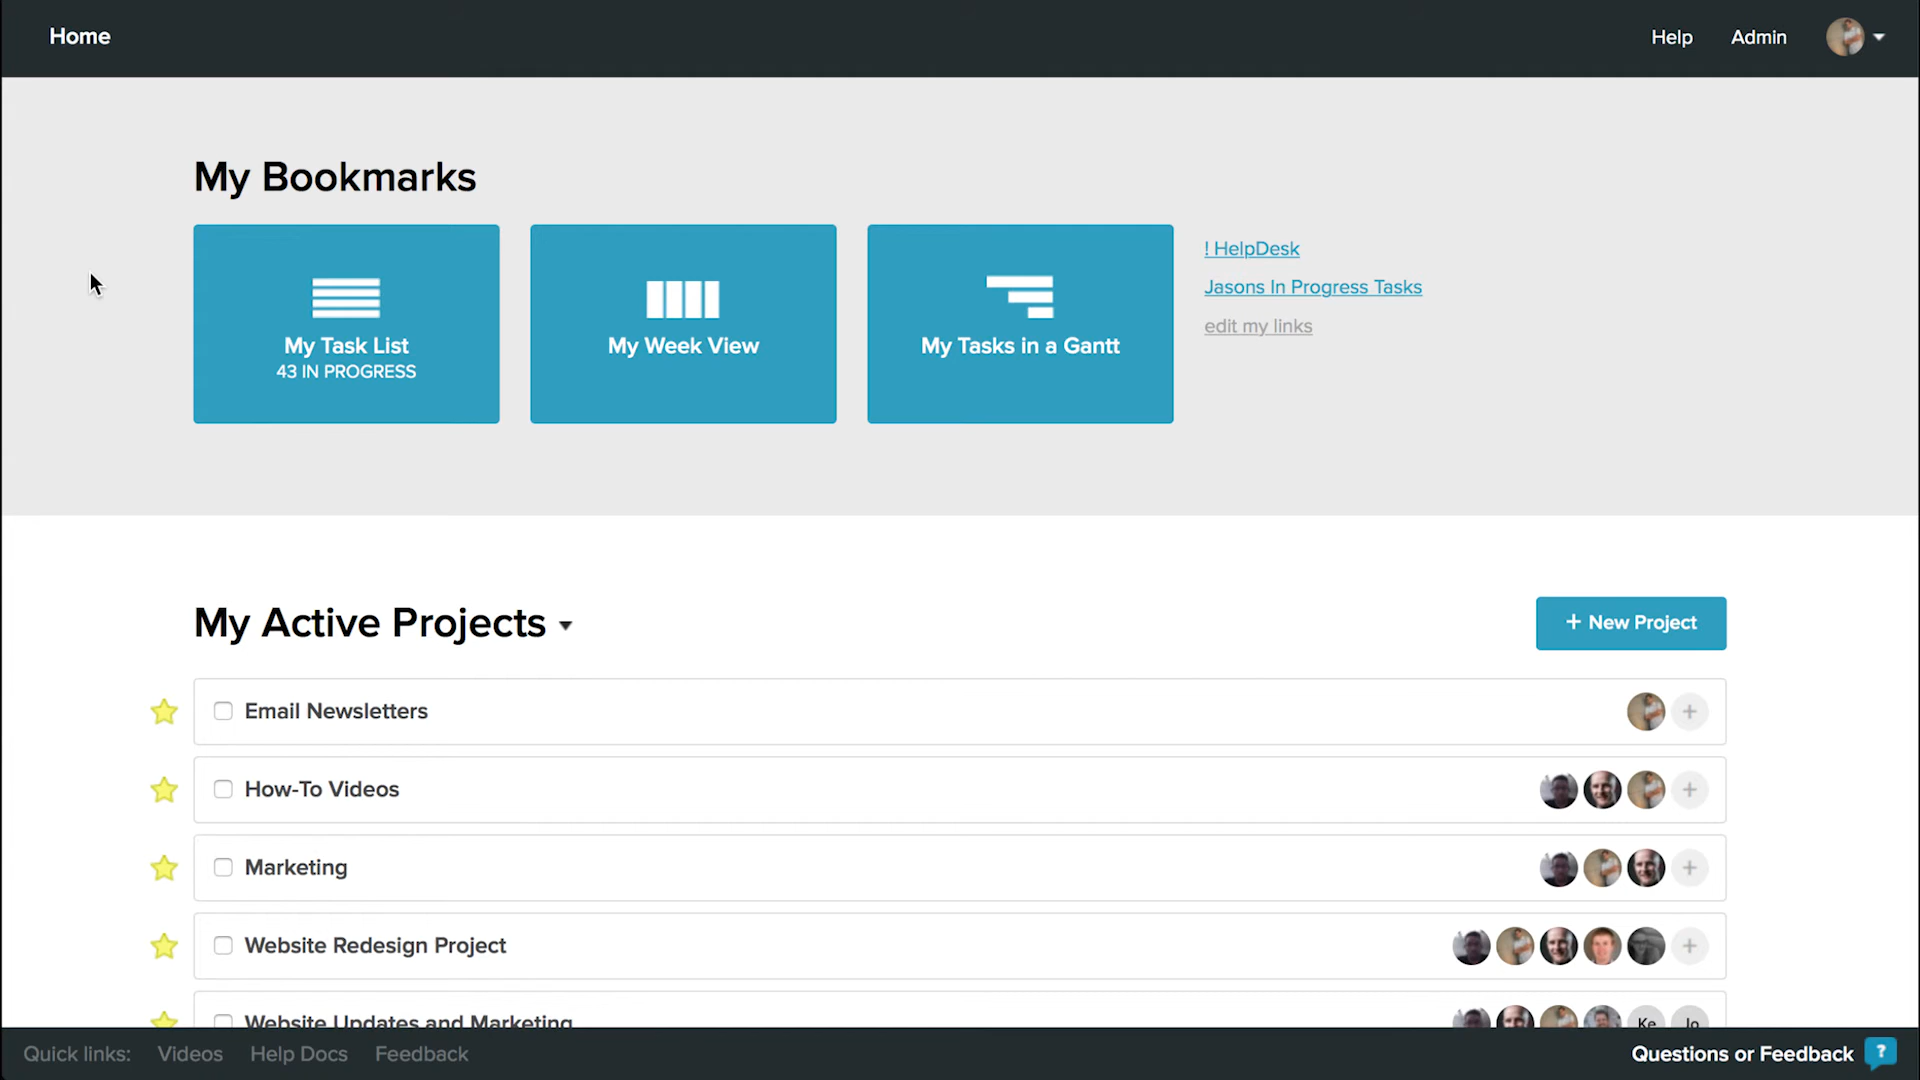 Home
Help
Admin
My Bookmarks
My Task List
43 IN PROGRESS
My Week View
My Tasks in a Gantt
! HelpDesk
Jasons In Progress Tasks
edit my links
My Active Projects
+ New Project
Email Newsletters
+
How-To Videos
+
Marketing
+
Website Redesign Project
+
Website Updates and Marketing
Ke
Jo
Quick links:
Videos
Help Docs
Feedback
Questions or Feedback
?